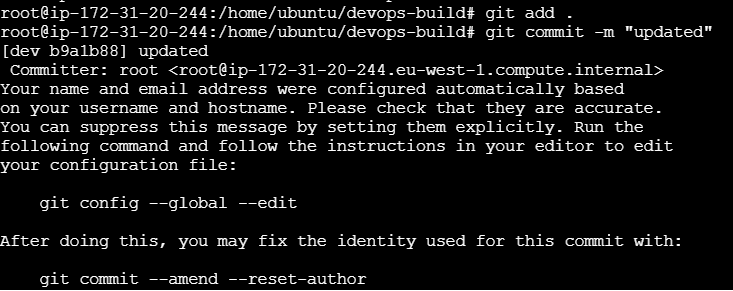 root@ip-172-31-20-244:/home/ubuntu/devops-build# git add .
root@ip-172-31-20-244:/home/ubuntu/devops-build# git commit -m "updated"
[dev b9a1b88] updated
 Committer: root <root@ip-172-31-20-244.eu-west-1.compute.internal>
Your name and email address were configured automatically based
on your username and hostname. Please check that they are accurate.
You can suppress this message by setting them explicitly. Run the
following command and follow the instructions in your editor to edit
your configuration file:

    git config --global --edit

After doing this, you may fix the identity used for this commit with:

    git commit --amend --reset-author